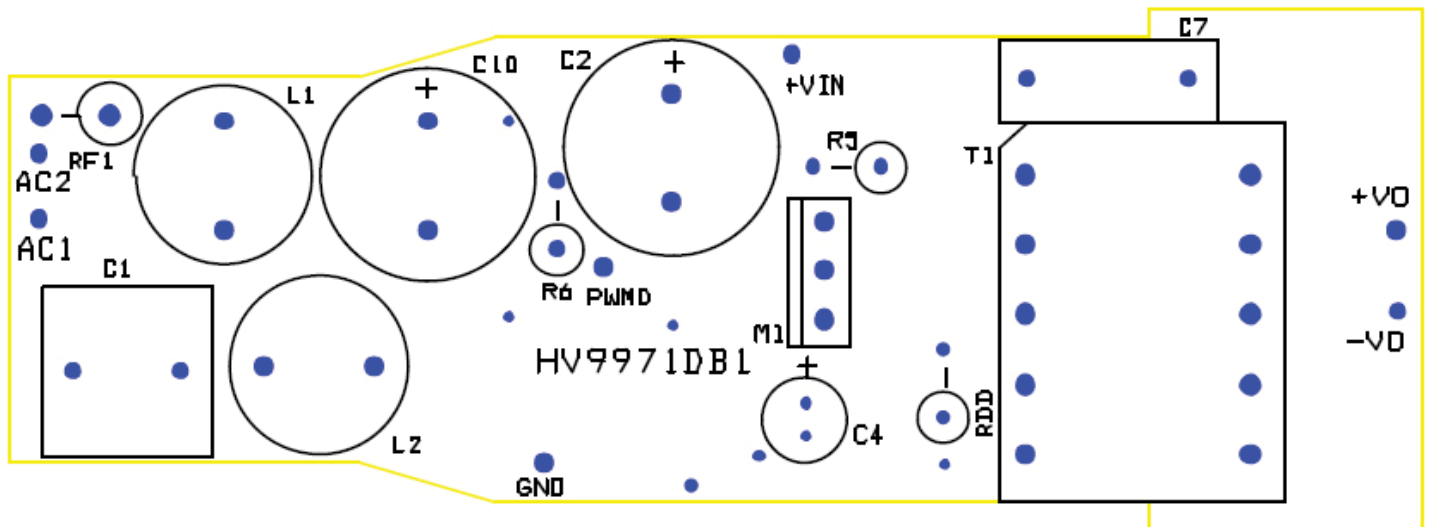 C7
C10
C2
+
+
+VIN
L1
R9
RF1
T1
AC2
+VO
AC1
C1
R6
PWMD
M1
-VO
HV9971DB1
+
RDD
C4
L2
GND